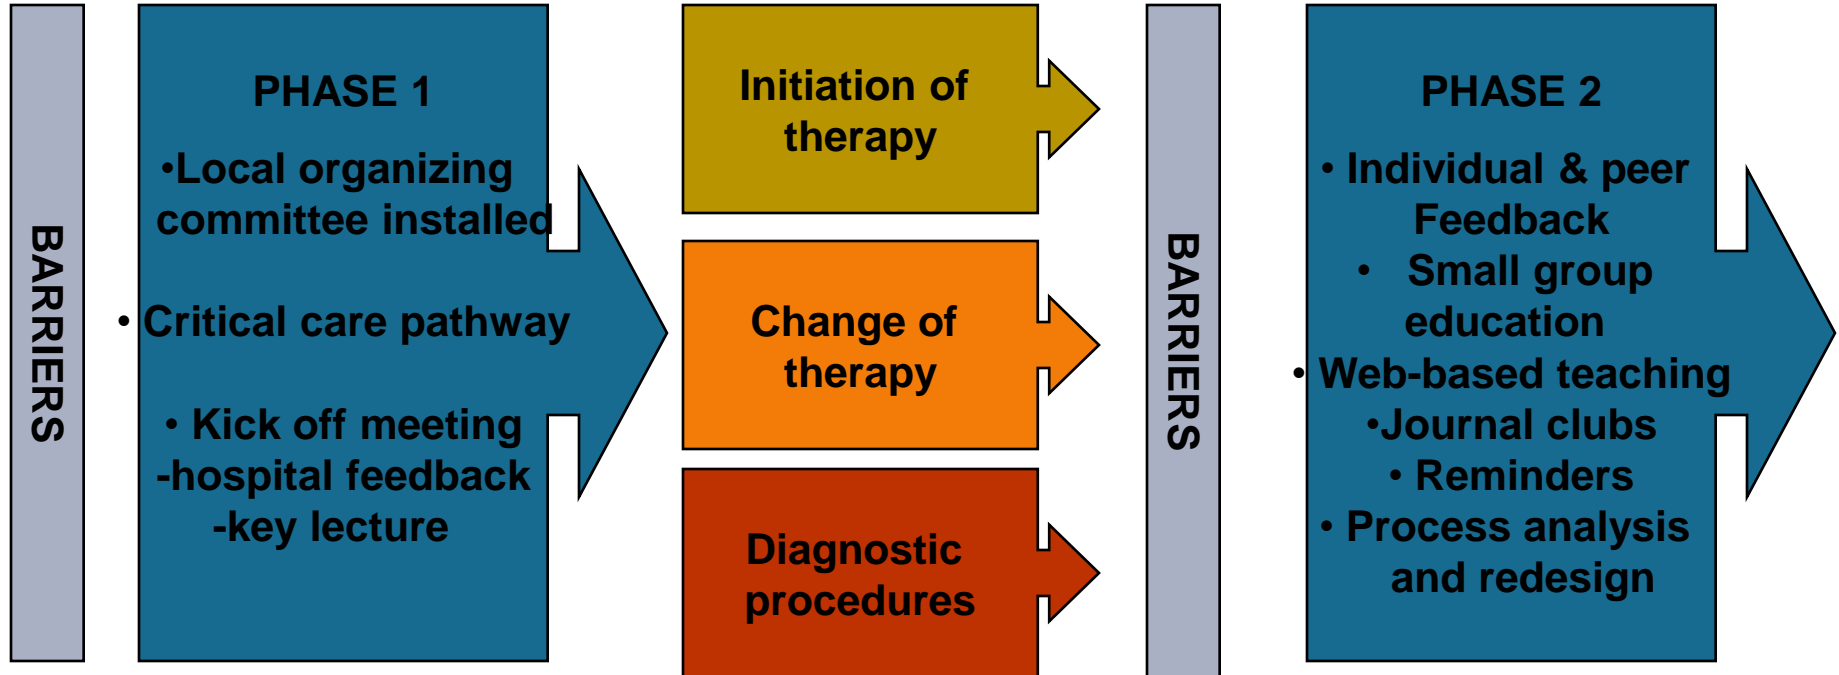 BARRIERS
PHASE 1
•Local organizing
committee installed
• Critical care pathway
• Kick off meeting
-hospital feedback
-key lecture
Initiation of
therapy
Change of
therapy
Diagnostic
procedures
BARRIERS
PHASE 2
• Individual & peer
Feedback
• Small group
education
• Web-based teaching
•Journal clubs
• Reminders
• Process analysis
and redesign